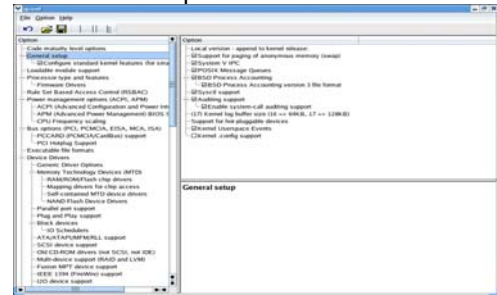 qconf
File Option Help
Option
Code maturity level options
General setup
Configure standard kernel features (for sma
Loadable module support
Processor type and features
Firmware Drivers
Rule Set Based Access Control (RSBAC)
Power management options (ACPI, APM)
ACPI (Advanced Configuration and Power Inte
APM (Advanced Power Management) BIOS S
CPU Frequency scaling
Bus options (PCI, PCMCIA, EISA, MCA, ISA)
PCCARD (PCMCIA/CardBus) support
PCI Hotplug Support
Executable file formats
Device Drivers
Generic Driver Options
Memory Technology Devices (MTD)
RAM/ROM/Flash chip drivers
Mapping drivers for chip access
Self-contained MTD device drivers
NAND Flash Device Drivers
Parallel port support
Plug and Play support
Block devices
IO Schedulers
ATA/ATAPI/MFM/RLL support
SCSI device support
Old CD-ROM drivers (not SCSI, not IDE)
Multi-device support (RAID and LVM)
Fusion MPT device support
IEEE 1394 (FireWire) support
I2O device support
Option
Local version - append to kernel release:
Support for paging of anonymous memory (swap)
System V IPC
POSIX Message Queues
BSD Process Accounting
BSD Process Accounting version 3 file format
Sysctl support
Auditing support
Enable system-call auditing support
(17) Kernel log buffer size (16 => 64KB, 17 => 128KB)
Support for hot-pluggable devices
Kernel Userspace Events
Kernel .config support
General setup